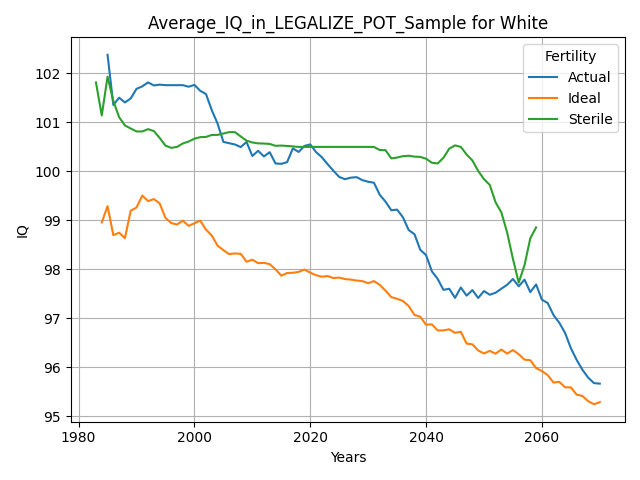 Average_IQ_in_LEGALIZE_POT_Sample for White
Fertility
Actual
Ideal
Sterile
IQ
102
101
100
99
98
97
96
95
1980
2000
2020
2040
2060
Years